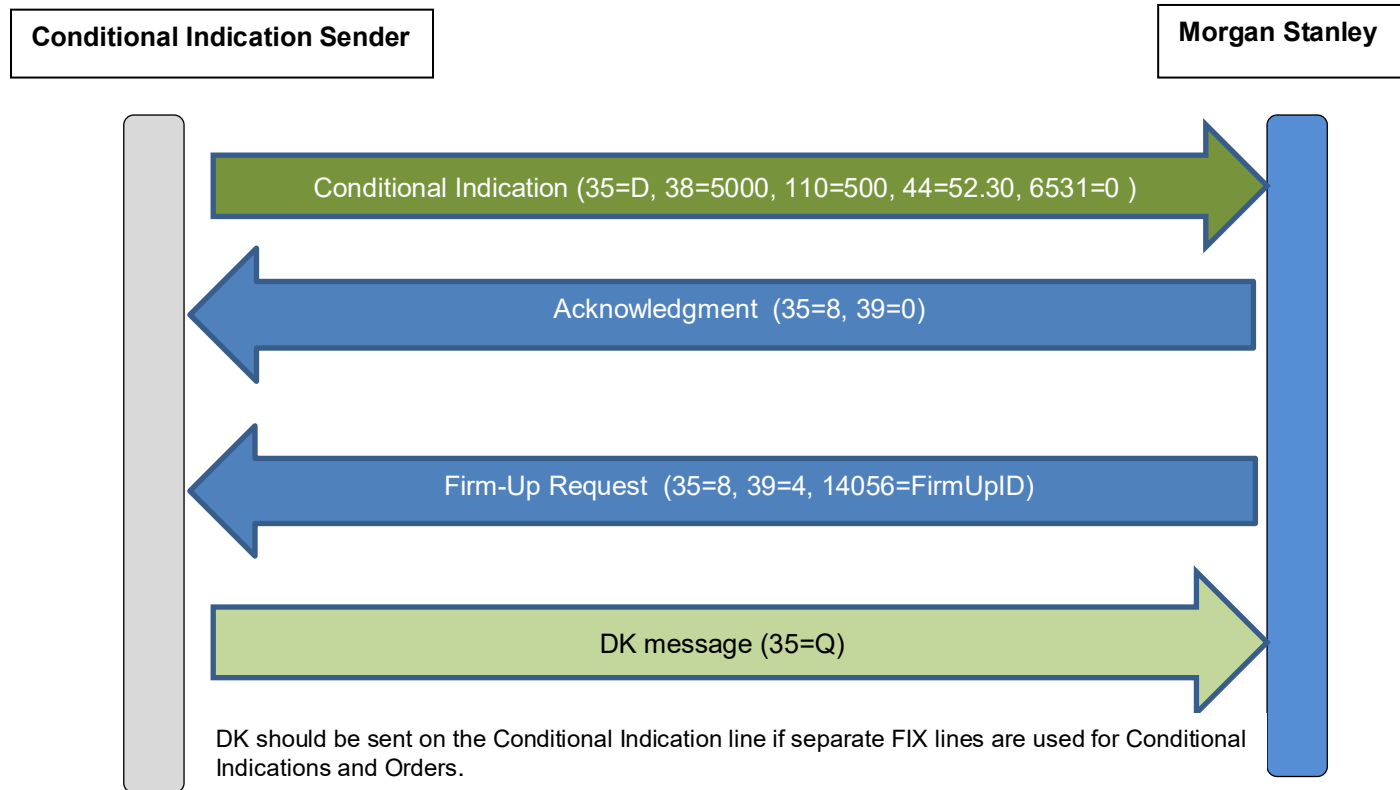 Conditional Indication Sender
Morgan Stanley
Conditional Indication (35=D, 38=5000, 110=500, 44=52.30, 6531=0 )
Acknowledgment  (35=8, 39=0)
Firm-Up Request  (35=8, 39=4, 14056=FirmUpID)
DK message (35=Q)
DK should be sent on the Conditional Indication line if separate FIX lines are used for Conditional
Indications and Orders.